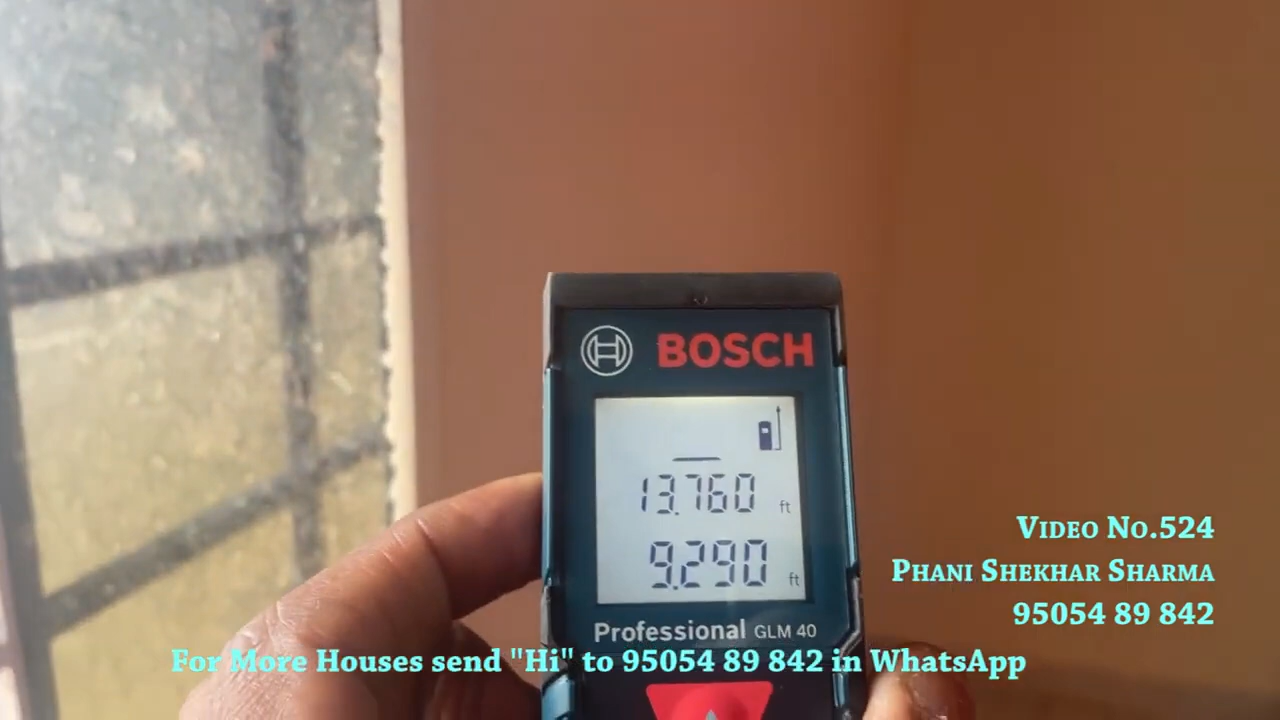 BOSCH
13.760 ft
9.290 ft
Professional GLM 40
VIDEO NO.524
PHANI SHEKHAR SHARMA
95054 89 842
For More Houses send "Hi" to 95054 89 842 in WhatsApp